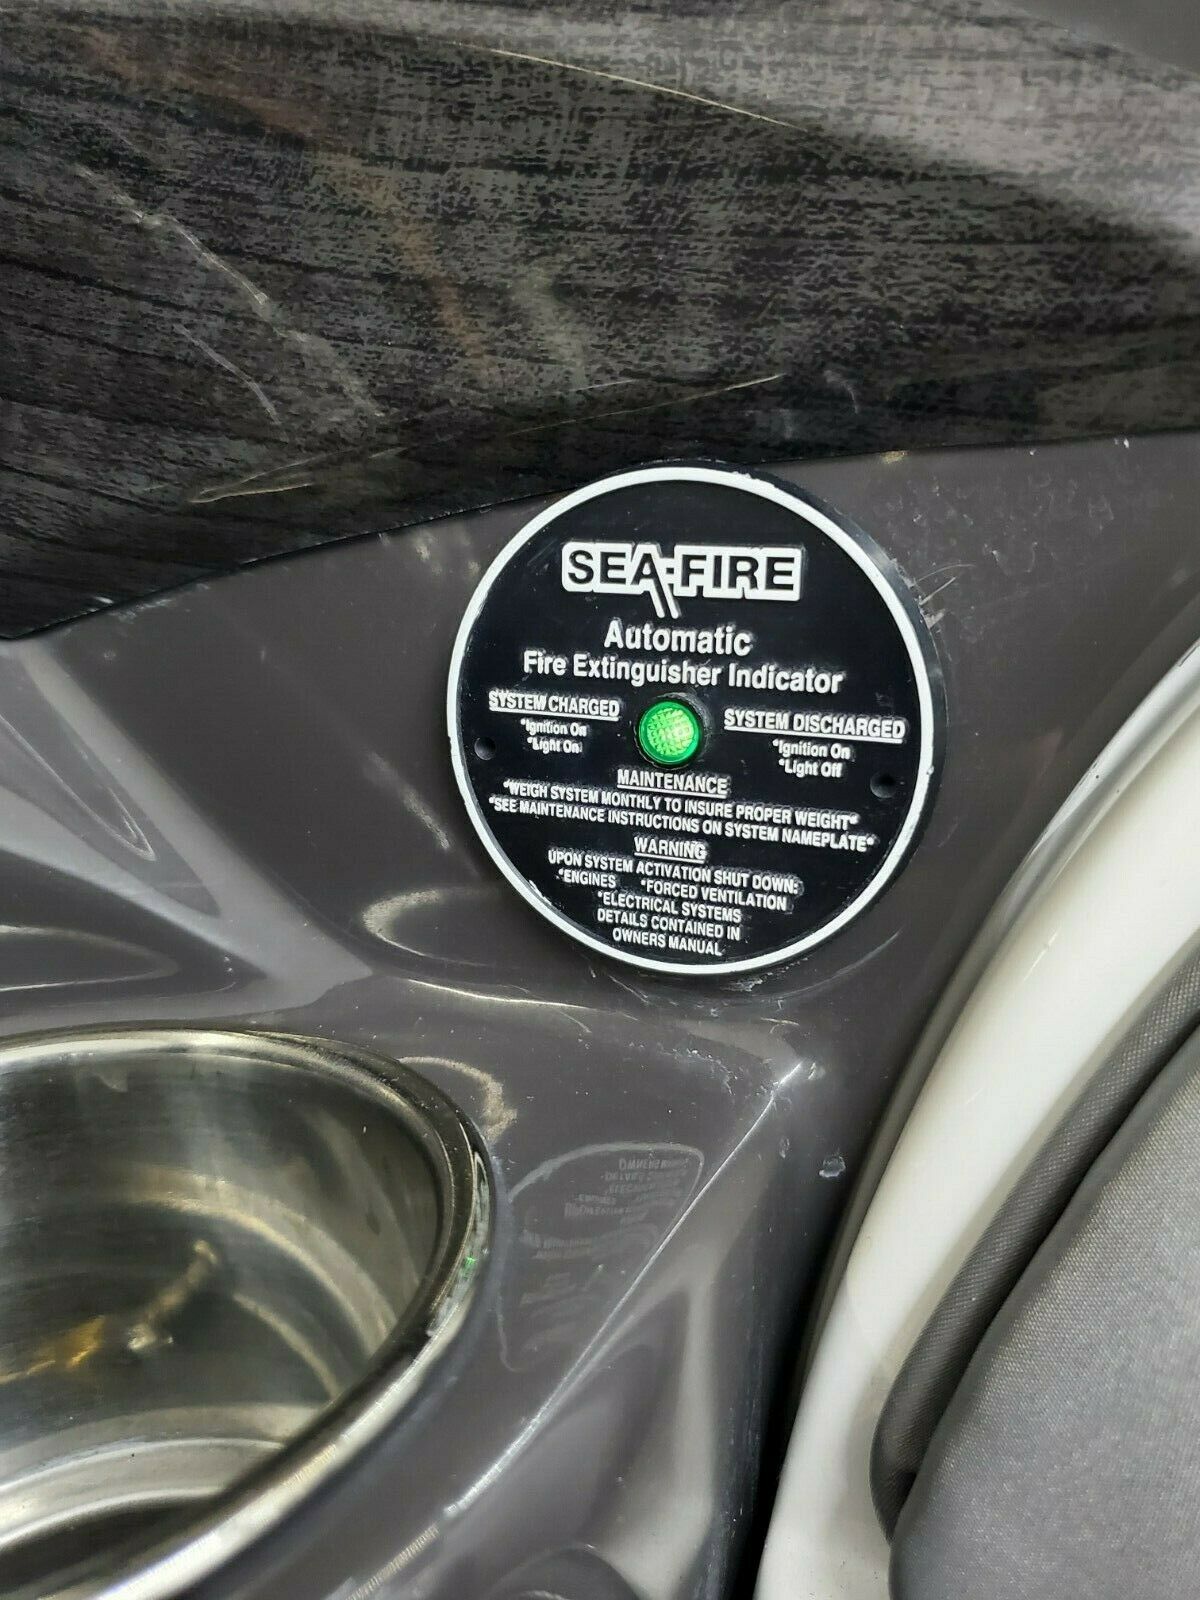 SEA-FIRE
Automatic
Fire Extinguisher Indicator
SYSTEM CHARGED
*Ignition On
*Light On
SYSTEM DISCHARGED
*Ignition On
*Light Off
MAINTENANCE
*WEIGH SYSTEM MONTHLY TO INSURE PROPER WEIGHT*
*SEE MAINTENANCE INSTRUCTIONS ON SYSTEM NAMEPLATE*
WARNING
UPON SYSTEM ACTIVATION SHUT DOWN:
*ENGINES *FORCED VENTILATION
*ELECTRICAL SYSTEMS
DETAILS CONTAINED IN
OWNERS MANUAL